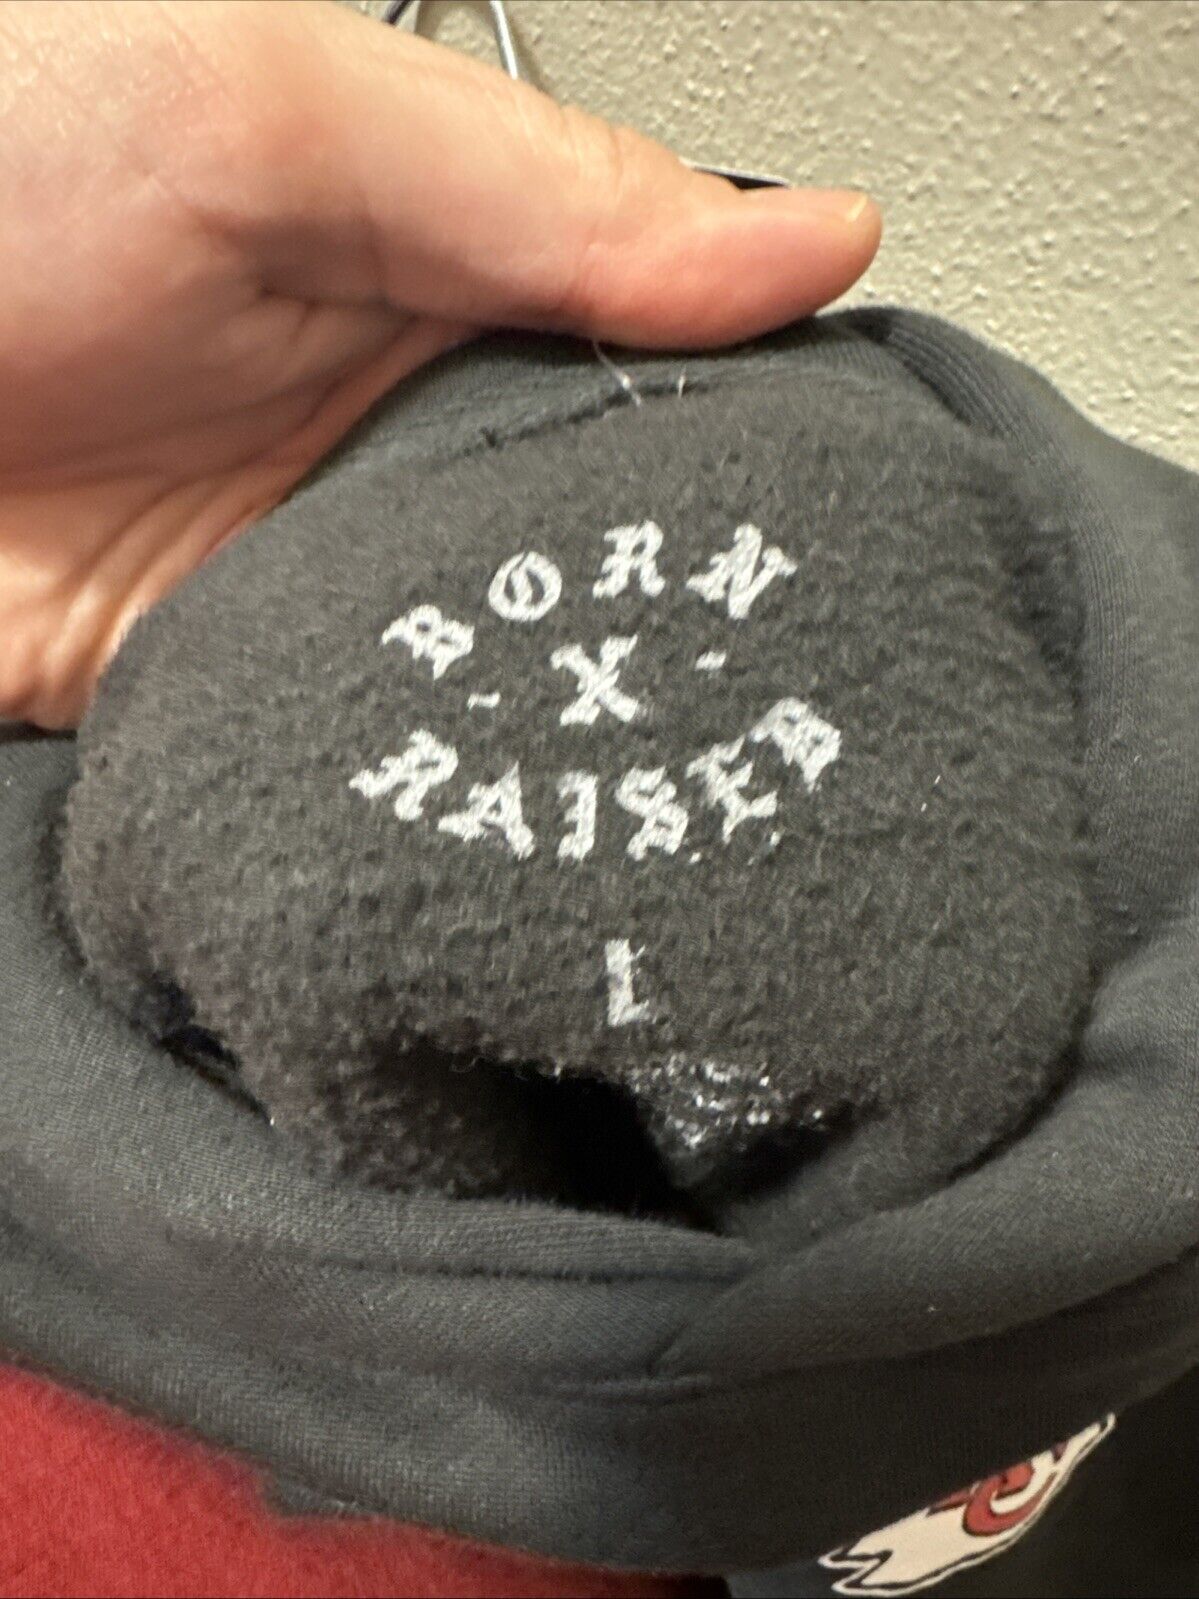 BORN
- X -
RAISED
L